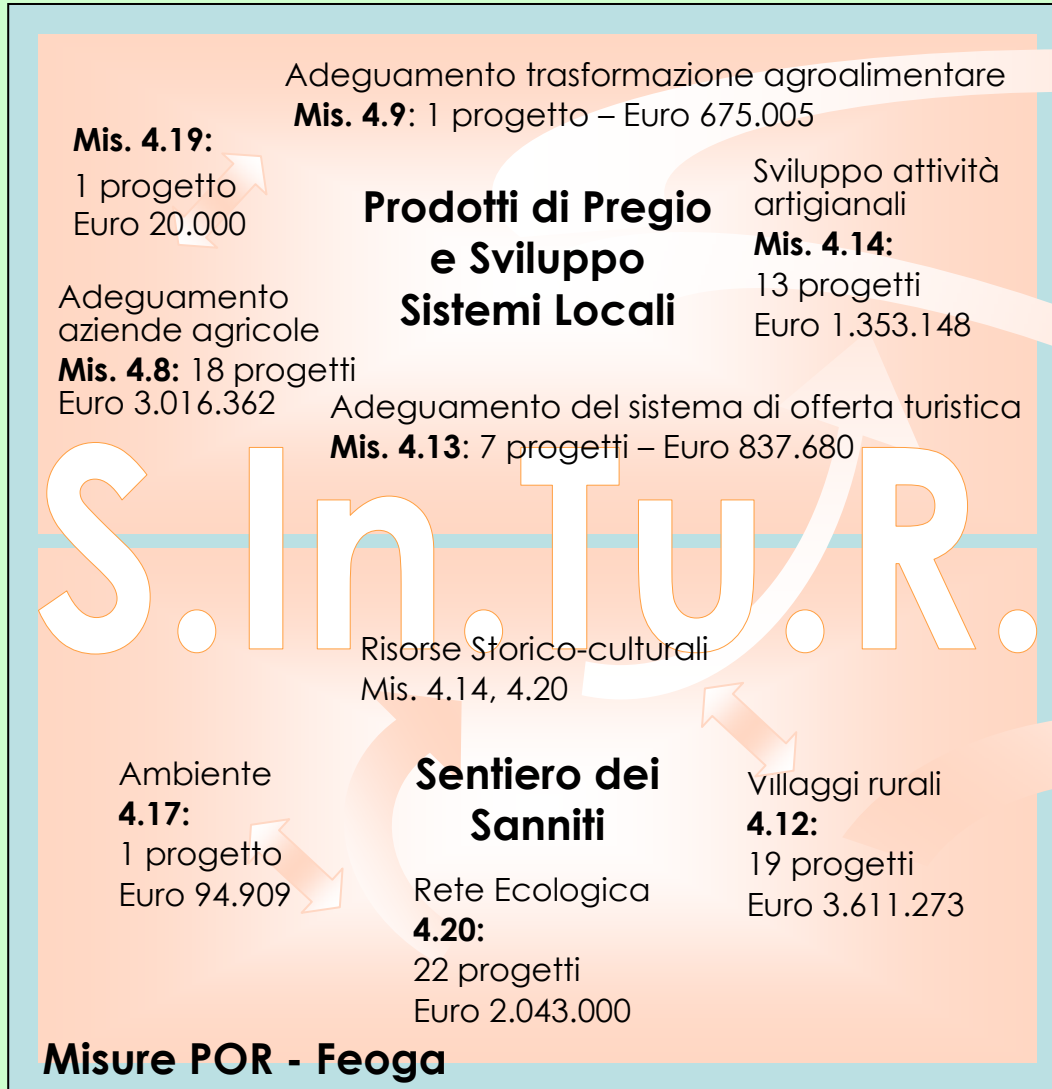 Adeguamento trasformazione agroalimentare
Mis. 4.9: 1 progetto – Euro 675.005
Mis. 4.19:
1 progetto
Euro 20.000
Prodotti di Pregio
e Sviluppo
Sistemi Locali
Sviluppo attività
artigianali
Mis. 4.14:
13 progetti
Euro 1.353.148
Adeguamento
aziende agricole
Mis. 4.8: 18 progetti
Euro 3.016.362
Adeguamento del sistema di offerta turistica
Mis. 4.13: 7 progetti – Euro 837.680
S.In.Tu.R.
Risorse Storico-culturali
Mis. 4.14, 4.20
Ambiente
4.17:
1 progetto
Euro 94.909
Sentiero dei
Sanniti
Villaggi rurali
4.12:
19 progetti
Euro 3.611.273
Rete Ecologica
4.20:
22 progetti
Euro 2.043.000
Misure POR - Feoga